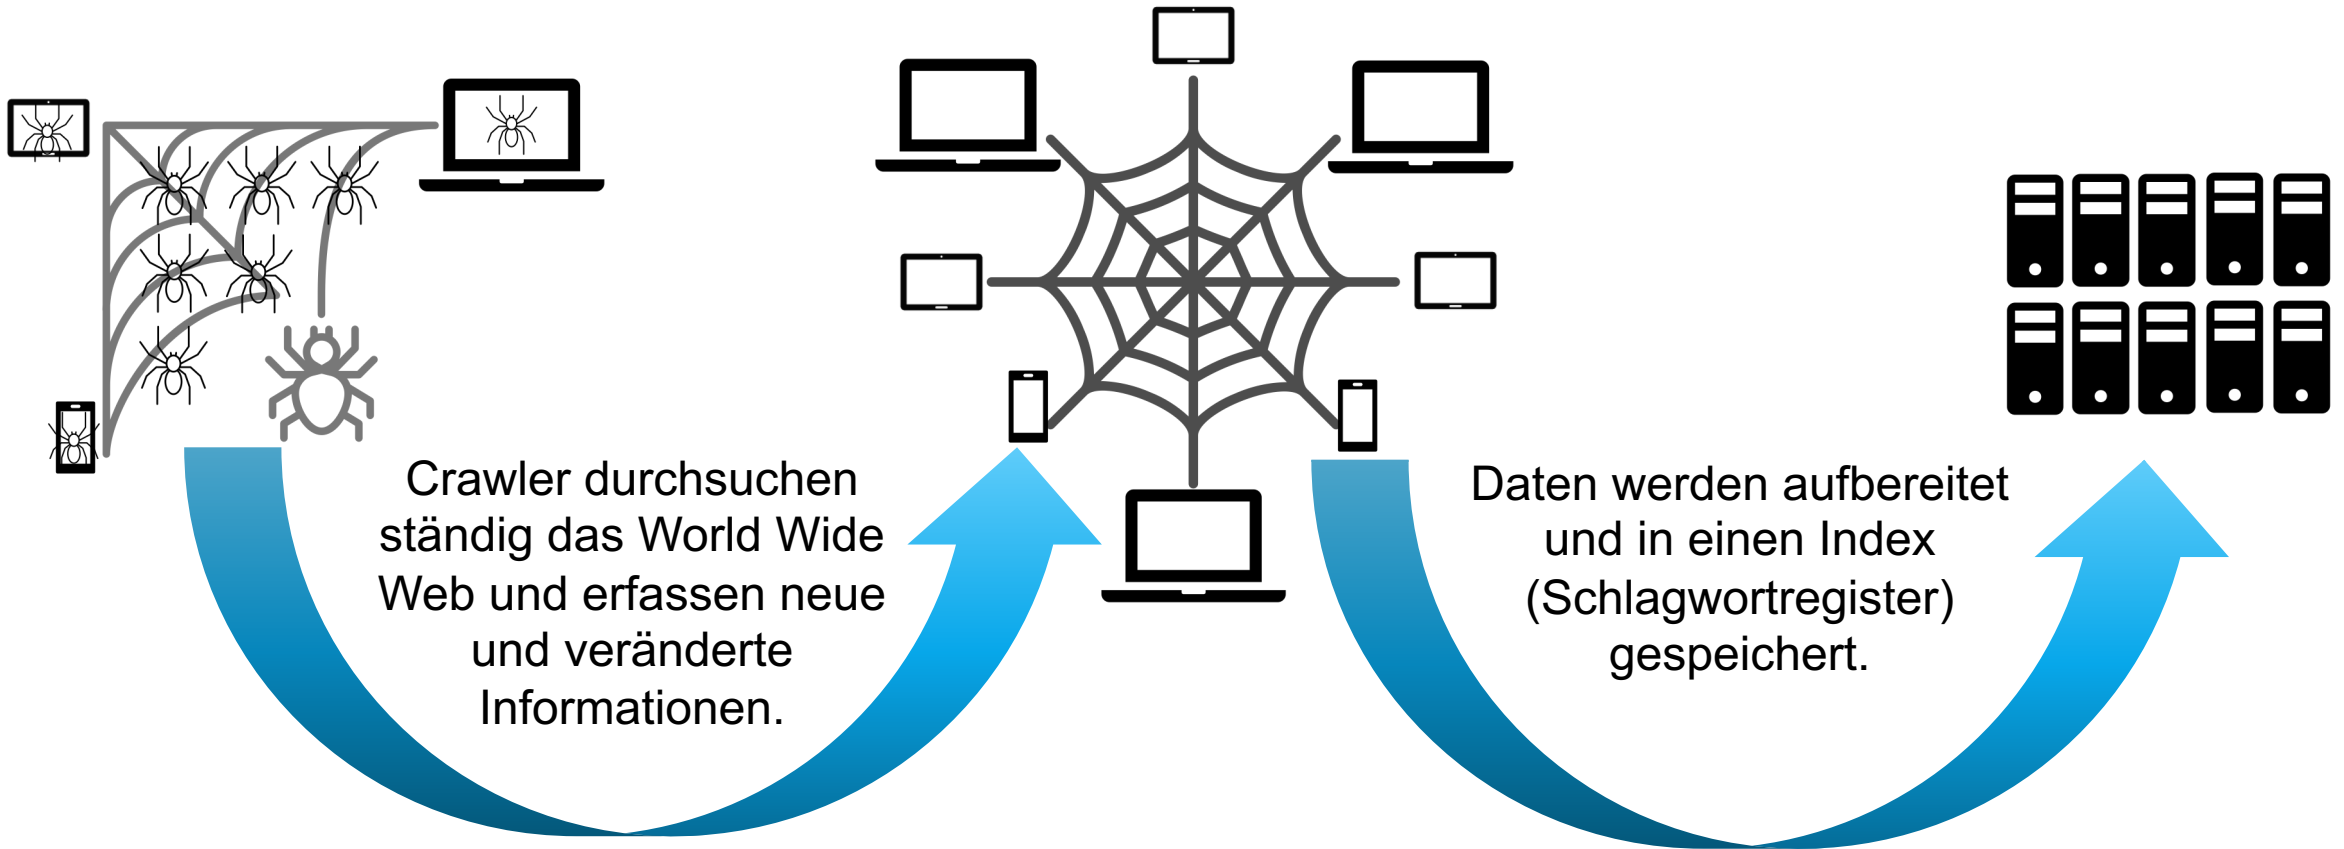 Crawler durchsuchen
ständig das World Wide
Web und erfassen neue
und veränderte
Informationen.
Daten werden aufbereitet
und in einen Index
(Schlagwortregister)
gespeichert.